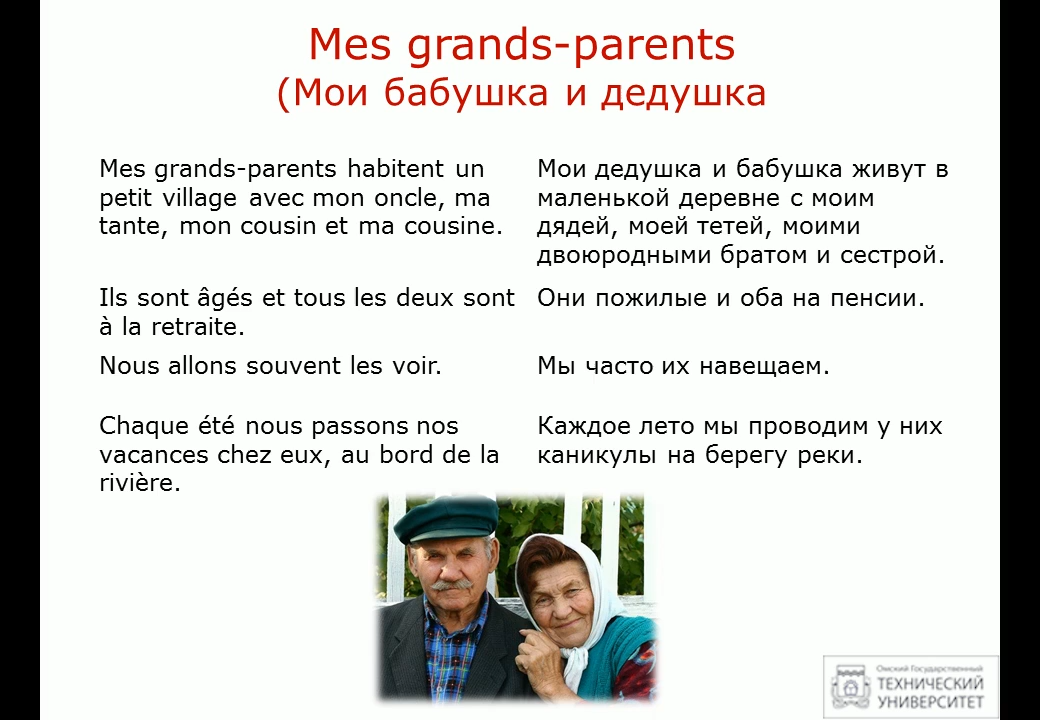 Mes grands-parents
(Мои бабушка и дедушка
Mes grands-parents habitent un
petit village avec mon oncle, ma
tante, mon cousin et ma cousine.
Мои дедушка и бабушка живут в
маленькой деревне с моим
дядей, моей тетей, моими
двоюродными братом и сестрой.
Ils sont âgés et tous les deux sont
à la retraite.
Они пожилые и оба на пенсии.
Nous allons souvent les voir.
Мы часто их навещаем.
Chaque été nous passons nos
vacances chez eux, au bord de la
rivière.
Каждое лето мы проводим у них
каникулы на берегу реки.
Омский Государственный
ТЕХНИЧЕСКИЙ
УНИВЕРСИТЕТ